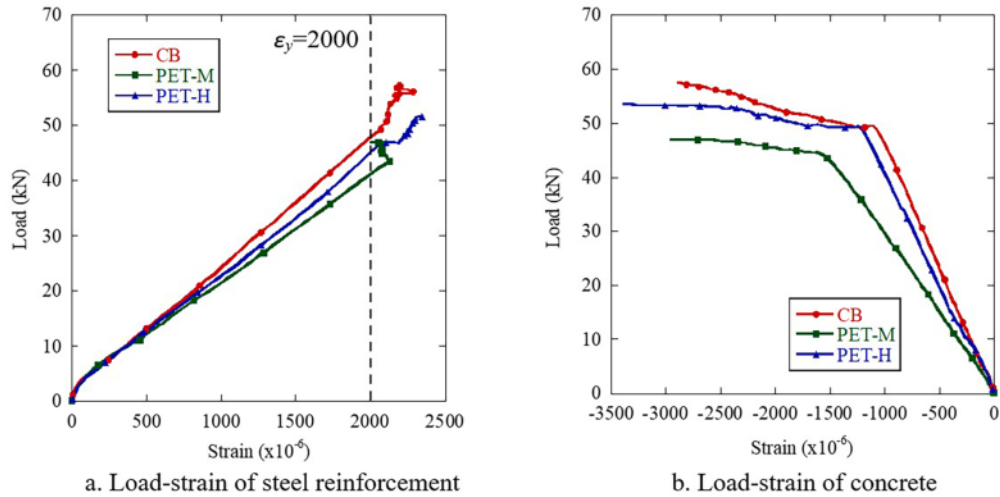 70
60
50
40
30
20
10
0
Load (kN)
εy=2000
CB
PET-M
PET-H
0 500 1000 1500 2000 2500
Strain (x10-6)
a. Load-strain of steel reinforcement
70
60
50
40
30
20
10
0
Load (kN)
CB
PET-M
PET-H
-3500 -3000 -2500 -2000 -1500 -1000 -500 0
Strain (x10-6)
b. Load-strain of concrete